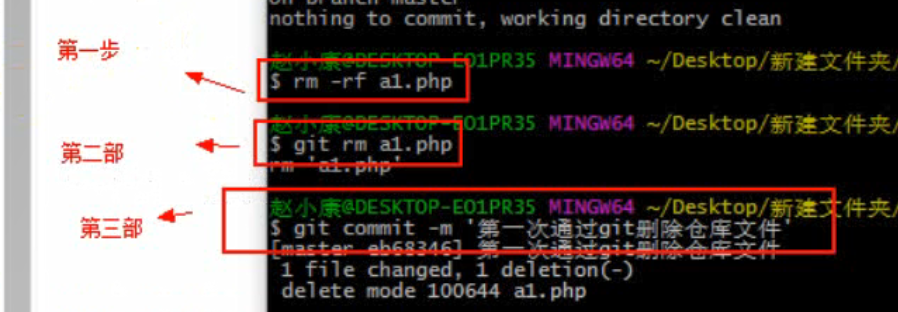 on branch master
nothing to commit, working directory clean
第一步
赵小康@DESKTOP-EO1PR35 MINGW64 ~/Desktop/新建文件夹/
$ rm -rf a1.php
赵小康@DESKTOP-EO1PR35 MINGW64 ~/Desktop/新建文件夹/
第二部
$ git rm a1.php
rm 'a1.php'
赵小康@DESKTOP-EO1PR35 MINGW64 ~/Desktop/新建文件夹/
第三部
$ git commit -m '第一次通过git删除仓库文件'
[master eb68346] 第一次通过git删除仓库文件
1 file changed, 1 deletion(-)
delete mode 100644 a1.php